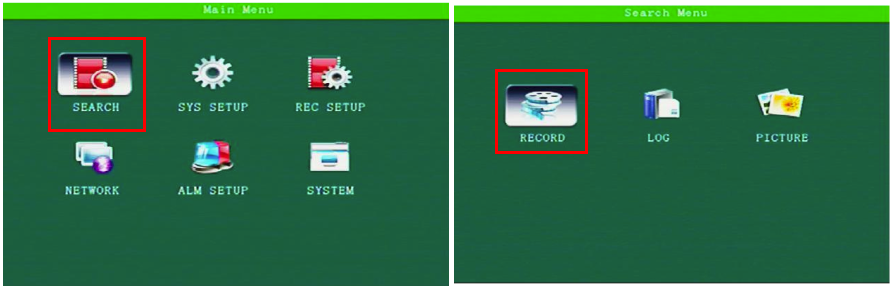 Main Menu
SEARCH
SYS SETUP
REC SETUP
NETWORK
ALM SETUP
SYSTEM
Search Menu
RECORD
LOG
PICTURE